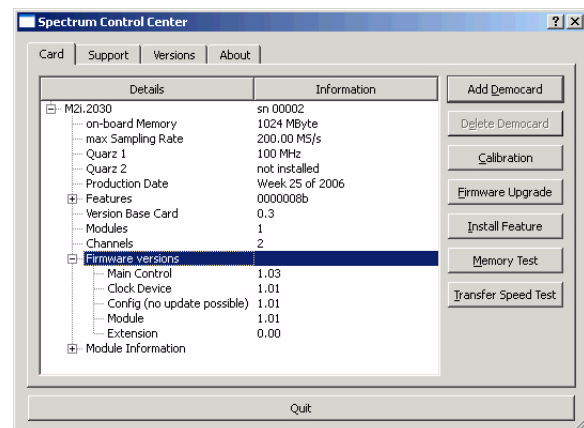 Spectrum Control Center
Card Support Versions About
Details Information
M2i.2030 sn 00002
on-board Memory 1024 MByte
max Sampling Rate 200.00 MS/s
Quarz 1 100 MHz
Quarz 2 not installed
Production Date Week 25 of 2006
Features 0000008b
Version Base Card 0.3
Modules 1
Channels 2
Firmware versions
Main Control 1.03
Clock Device 1.01
Config (no update possible) 1.01
Module 1.01
Extension 0.00
Module Information
Add Democard
Delete Democard
Calibration
Firmware Upgrade
Install Feature
Memory Test
Transfer Speed Test
Quit